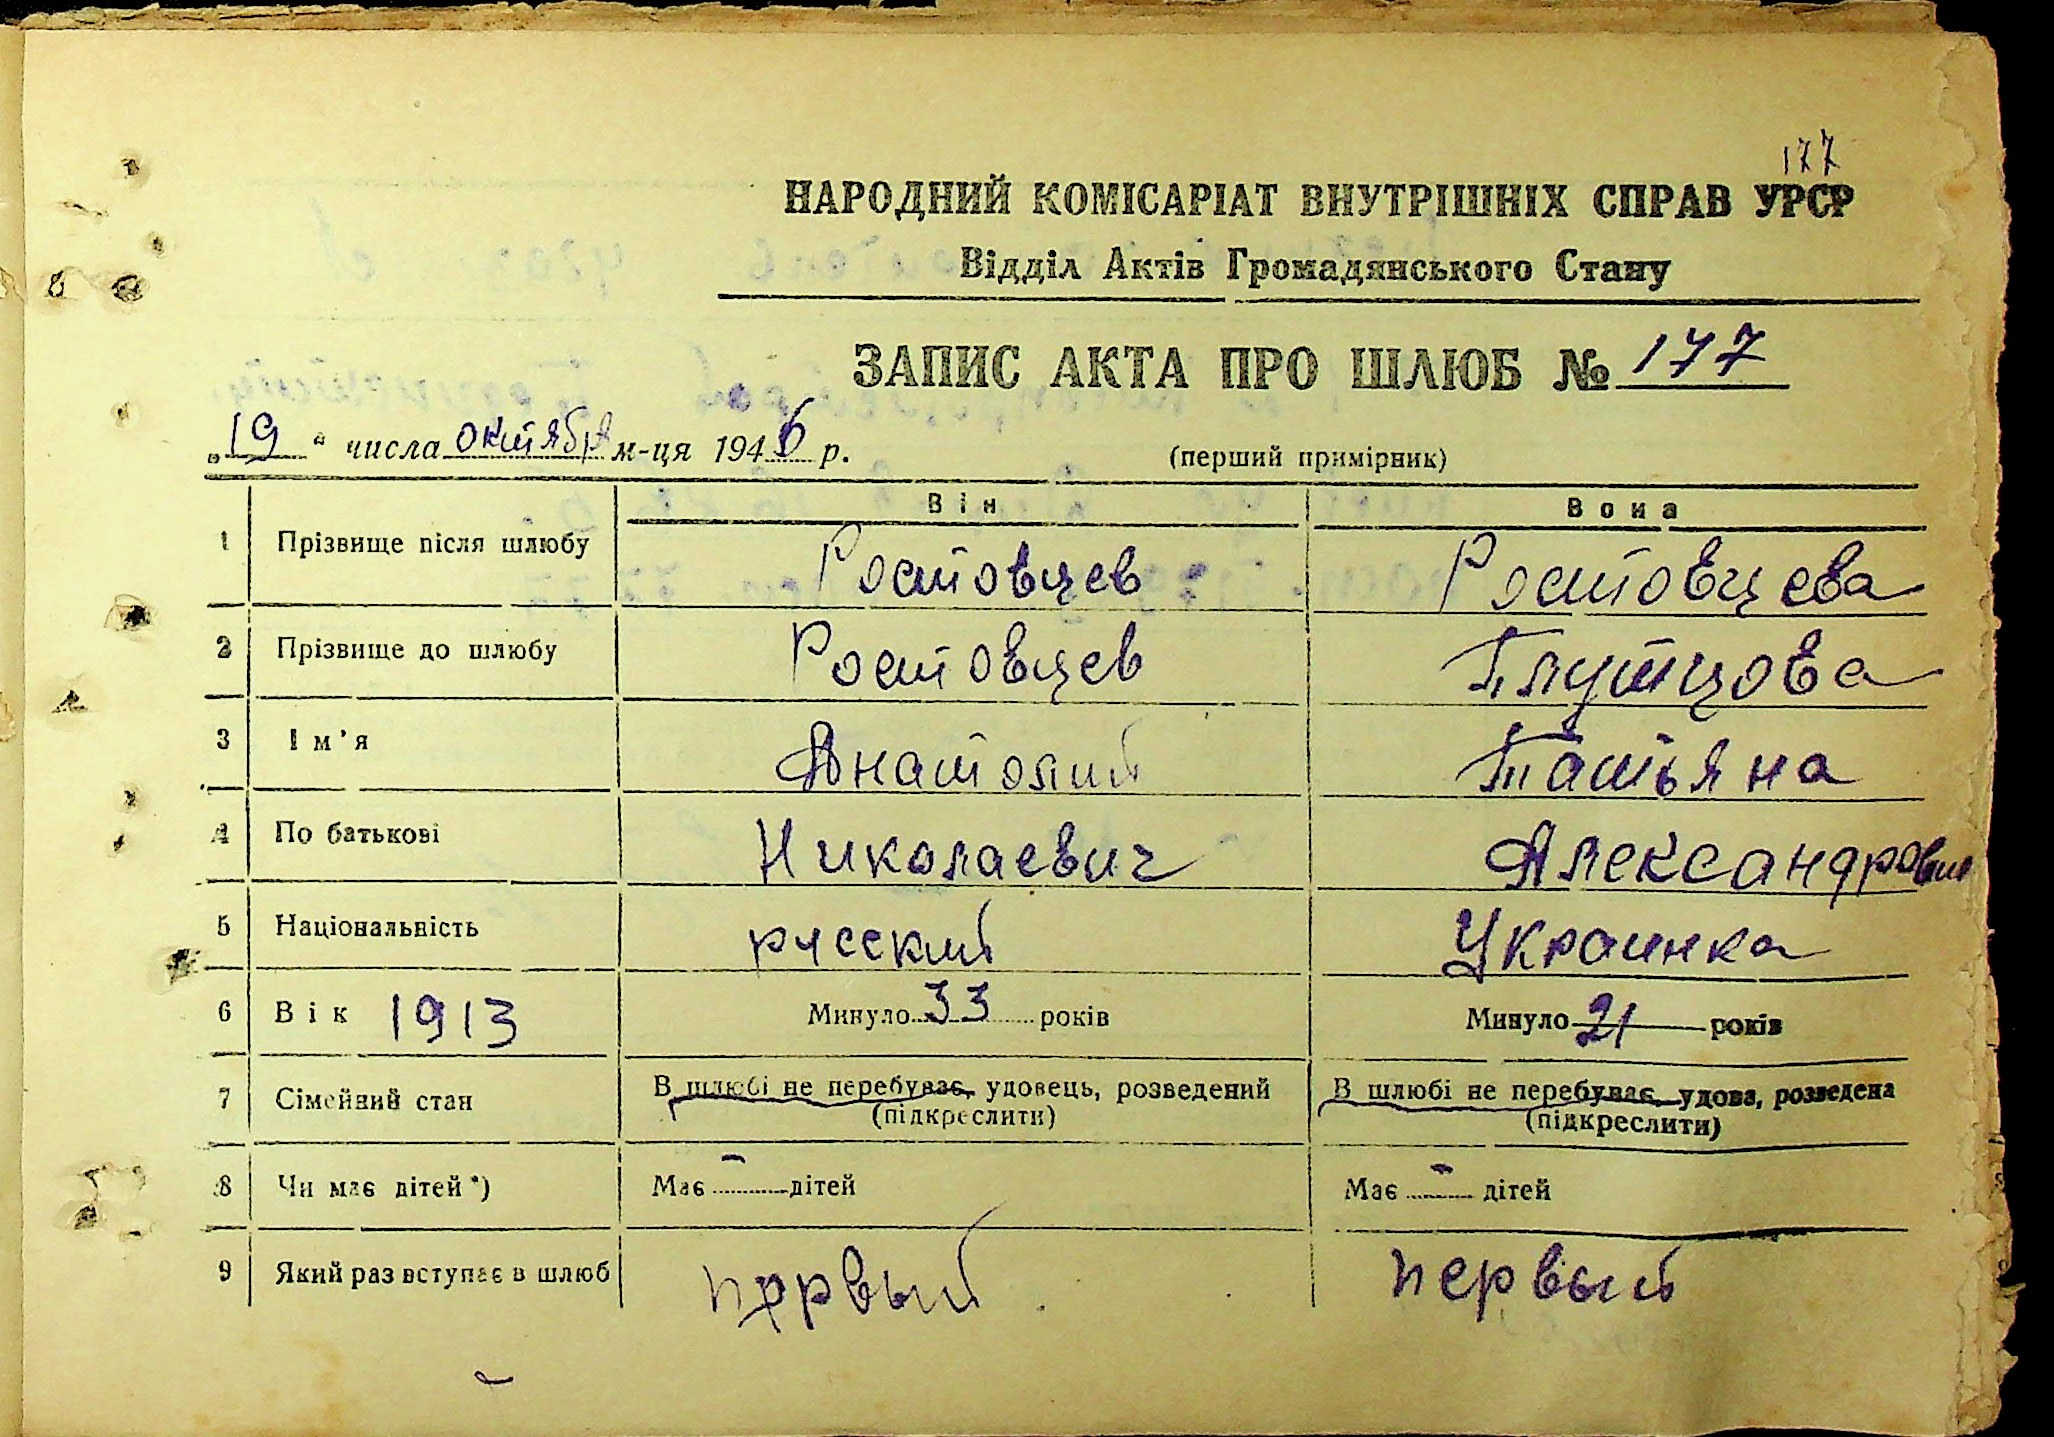 177
НАРОДНИЙ КОМІСАРІАТ ВНУТРІШНІХ СПРАВ УРСР
Відділ Актів Громадянського Стану
ЗАПИС АКТА ПРО ШЛЮБ № 177
„19“ числа октября м-ця 1946 р. (перший примірник)
Він Вона
1 Прізвище після шлюбу Ростовцев Ростовцева
2 Прізвище до шлюбу Ростовцев Плутцова
3 Ім'я Анатолий Татьяна
4 По батькові Николаевич Александровн
5 Національність русский Украинка
6 Вік 1913 Минуло 33 років Минуло 21 років
7 Сімейний стан В шлюбі не перебуває, удовець, розведений В шлюбі не перебуває, удова, розведена
(підкреслити) (підкреслити)
8 Чи має дітей *) Має – дітей Має – дітей
9 Який раз вступає в шлюб первый первый